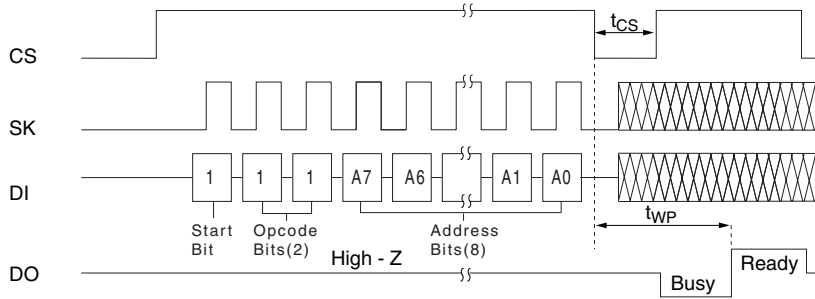 CS
tCS
SK
DI
1 1 1 A7 A6 A1 A0
Start
Bit
Opcode
Bits(2)
Address
Bits(8)
tWP
High - Z
DO
Busy
Ready